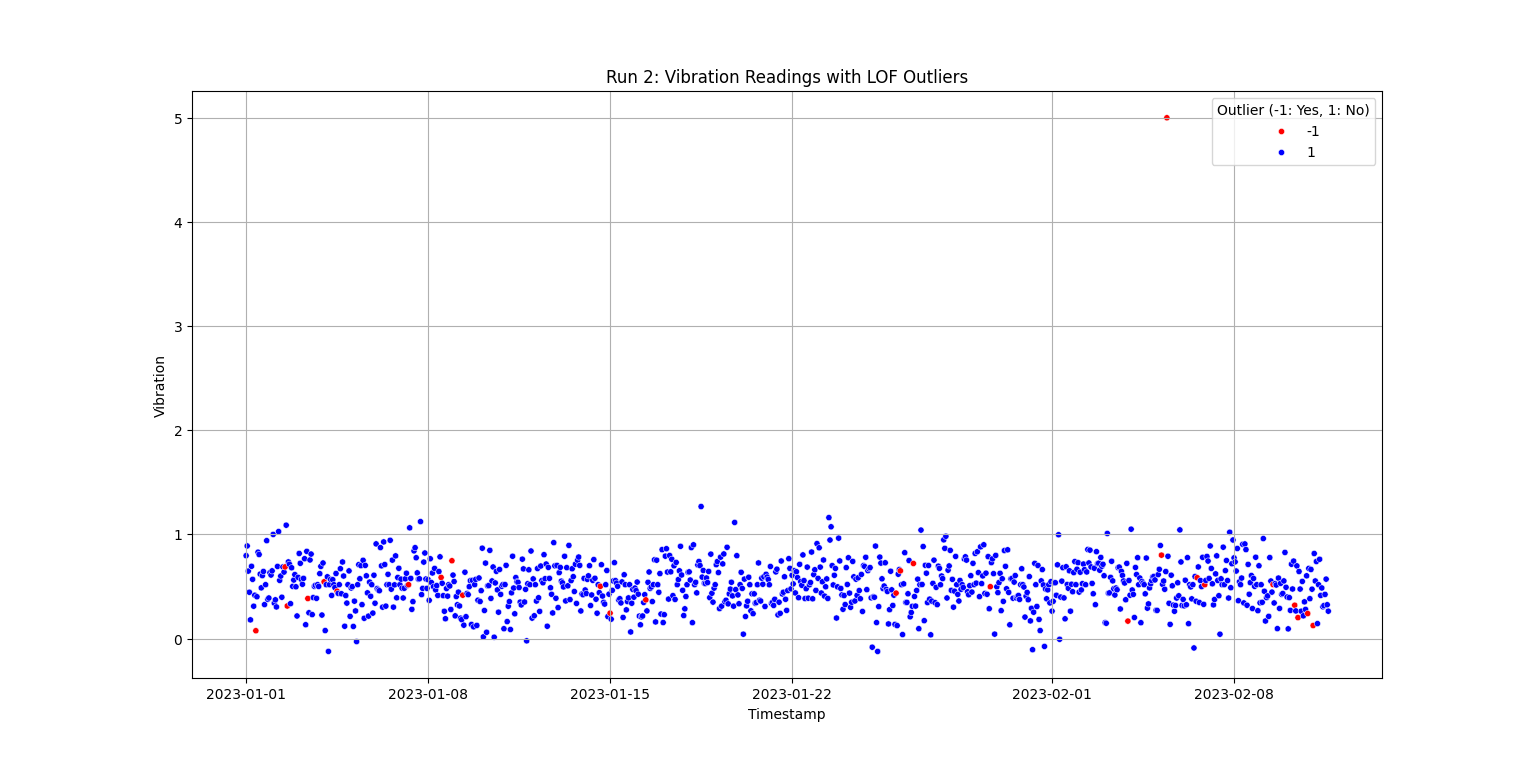 Run 2: Vibration Readings with LOF Outliers
Outlier (-1: Yes, 1: No)
-1
1
5
4
3
2
1
0
Vibration
2023-01-01 2023-01-08 2023-01-15 2023-01-22 2023-02-01 2023-02-08
Timestamp